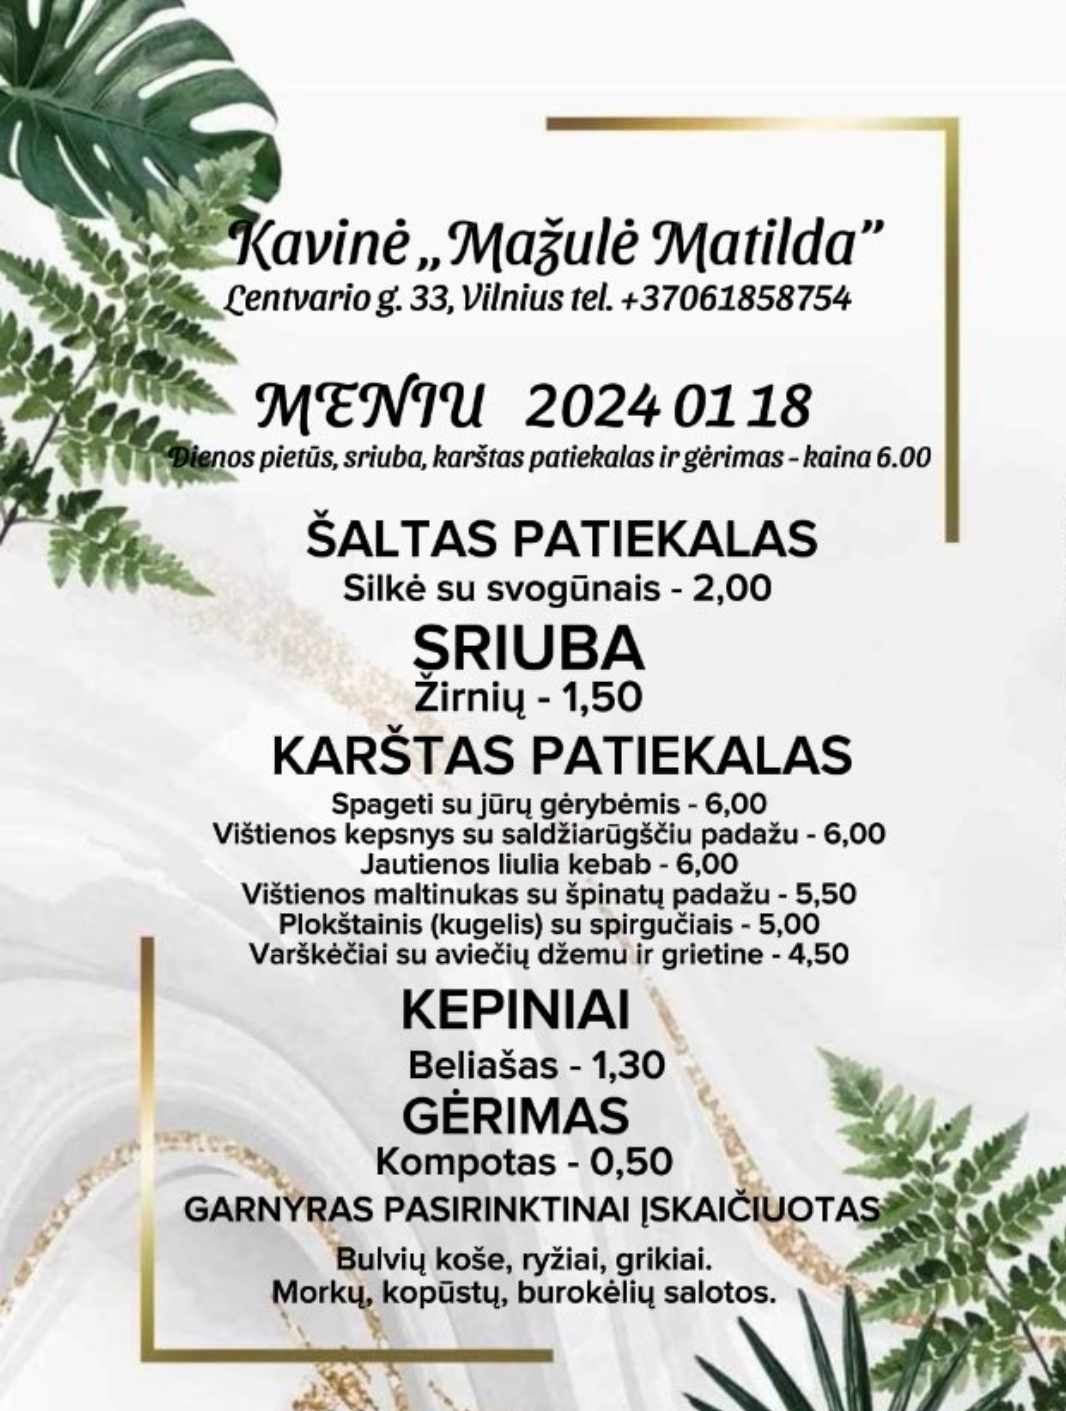 Kavinė „Mažulė Matilda”
Lentvario g. 33, Vilnius tel. +37061858754
MENIU 2024 01 18
Dienos pietūs, sriuba, karštas patiekalas ir gėrimas - kaina 6.00
ŠALTAS PATIEKALAS
Silkė su svogūnais - 2,00
SRIUBA
Žirnių - 1,50
KARŠTAS PATIEKALAS
Spageti su jūrų gėrybėmis - 6,00
Vištienos kepsnys su saldžiarūgščiu padažu - 6,00
Jautienos liulia kebab - 6,00
Vištienos maltinukas su špinatų padažu - 5,50
Plokštainis (kugelis) su spirgučiais - 5,00
Varškėčiai su aviečių džemu ir grietine - 4,50
KEPINIAI
Beliašas - 1,30
GĖRIMAS
Kompotas - 0,50
GARNYRAS PASIRINKTINAI ĮSKAIČIUOTAS
Bulvių koše, ryžiai, grikiai.
Morkų, kopūstų, burokėlių salotos.